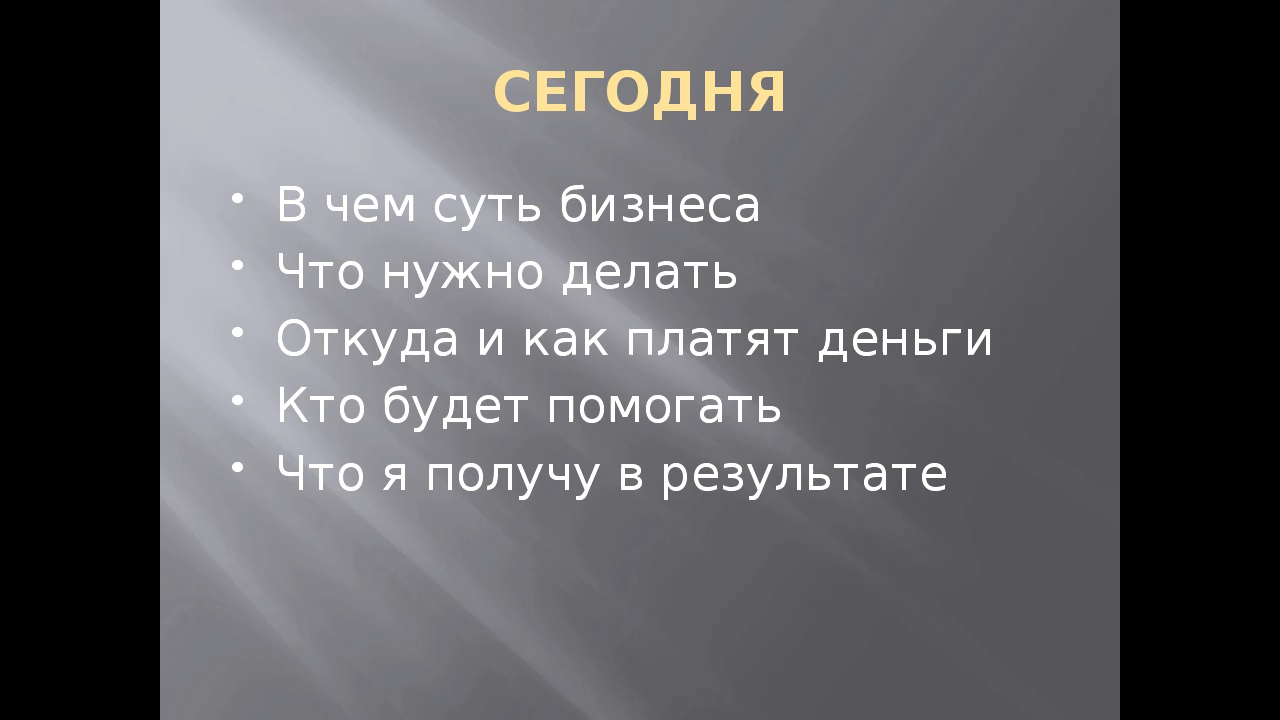 СЕГОДНЯ
• В чем суть бизнеса
• Что нужно делать
• Откуда и как платят деньги
• Кто будет помогать
• Что я получу в результате